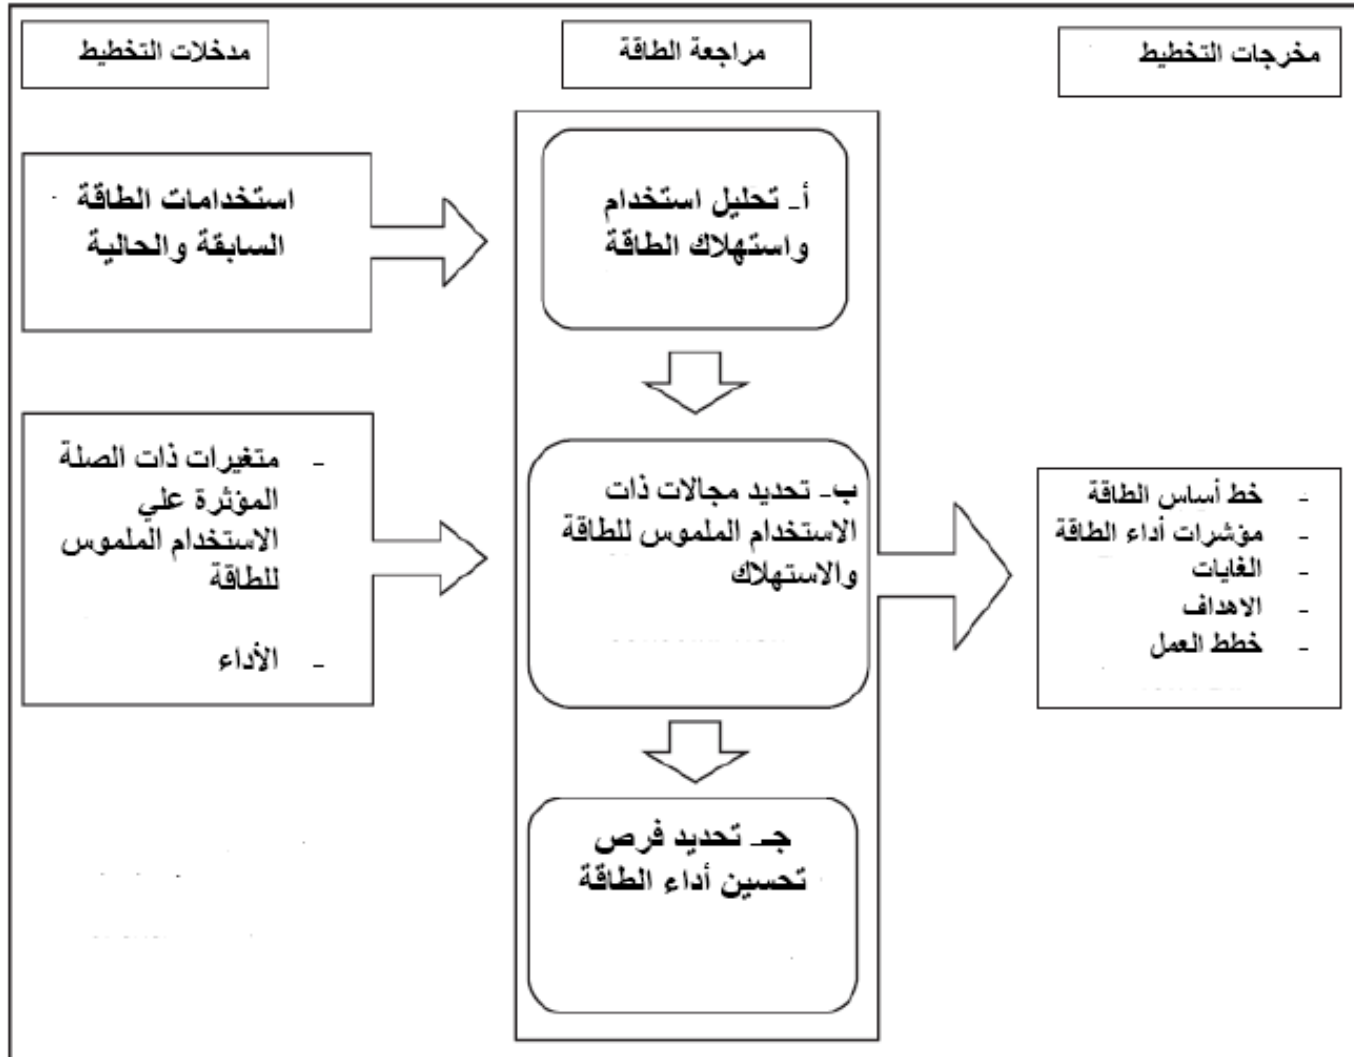 مدخلات التخطيط
مراجعة الطاقة
مخرجات التخطيط
استخدامات الطاقة -
السابقة والحالية
أ- تحليل استخدام
واستهلاك الطاقة
- متغيرات ذات الصلة
المؤثرة علي
الاستخدام الملموس
للطاقة
- الأداء
ب- تحديد مجالات ذات
الاستخدام الملموس للطاقة
والاستهلاك
جـ- تحديد فرص
تحسين أداء الطاقة
- خط أساس الطاقة
- مؤشرات أداء الطاقة
- الغايات
- الاهداف
- خطط العمل